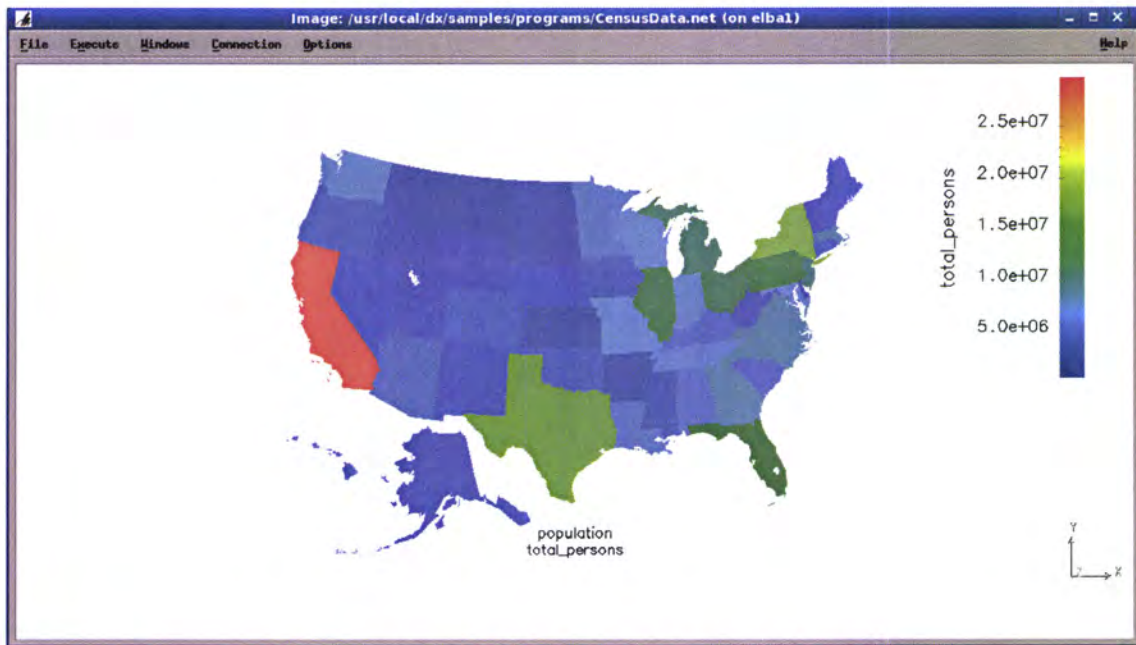 Image: /usr/local/dx/samples/programs/CensusData.net (on elba1)
File Execute Windows Connection Options Help
2.5e+07
2.0e+07
1.5e+07
1.0e+07
5.0e+06
total_persons
population
total_persons
Y
X